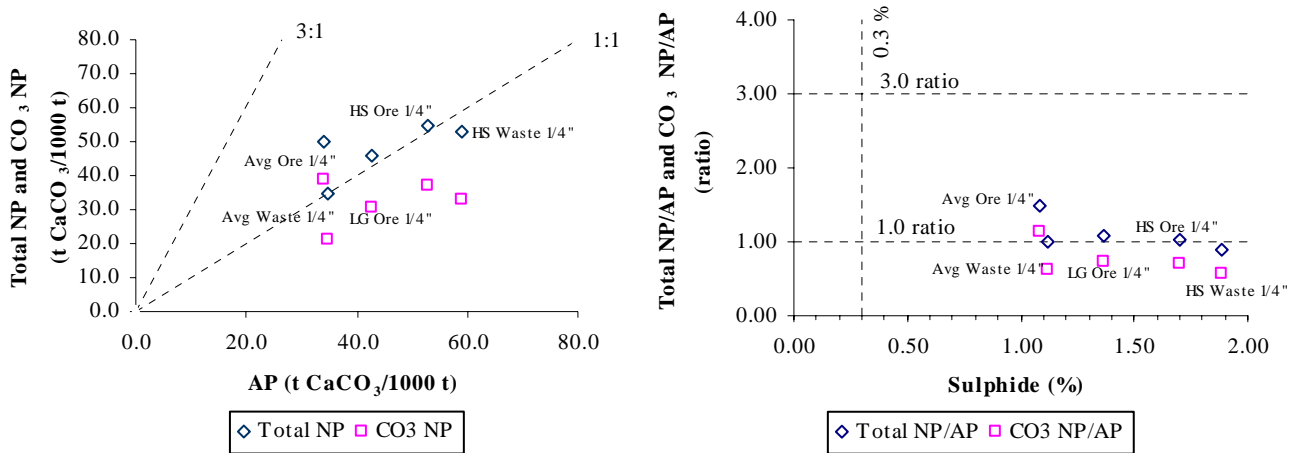 Total NP and CO3 NP
(t CaCO3/1000 t)
80.0
70.0
60.0
50.0
40.0
30.0
20.0
10.0
0.0
3:1
1:1
HS Ore 1/4"
HS Waste 1/4"
Avg Ore 1/4"
Avg Waste 1/4"
LG Ore 1/4"
0.0 20.0 40.0 60.0 80.0
AP (t CaCO3/1000 t)
Total NP CO3 NP
Total NP/AP and CO3 NP/AP
(ratio)
4.00
3.00
2.00
1.00
0.00
0.3 %
3.0 ratio
Avg Ore 1/4"
1.0 ratio
HS Ore 1/4"
Avg Waste 1/4"
LG Ore 1/4"
HS Waste 1/4"
0.00 0.50 1.00 1.50 2.00
Sulphide (%)
Total NP/AP CO3 NP/AP